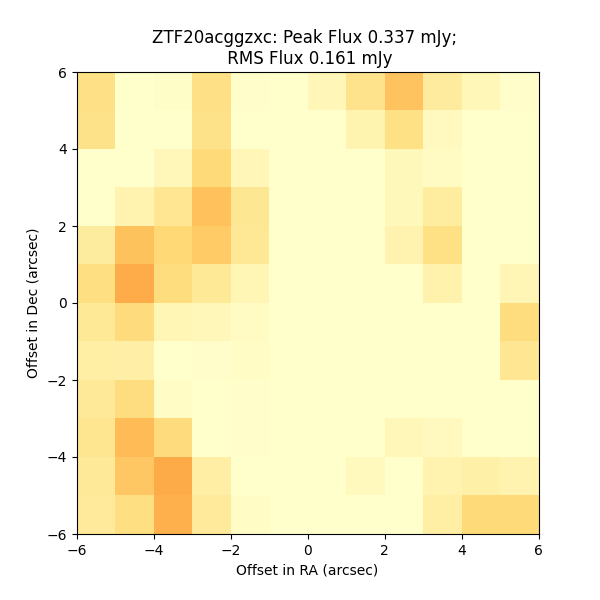 ZTF20acggzxc: Peak Flux 0.337 mJy;
RMS Flux 0.161 mJy
6
4
2
0
−2
−4
−6
Offset in Dec (arcsec)
−6 −4 −2 0 2 4 6
Offset in RA (arcsec)